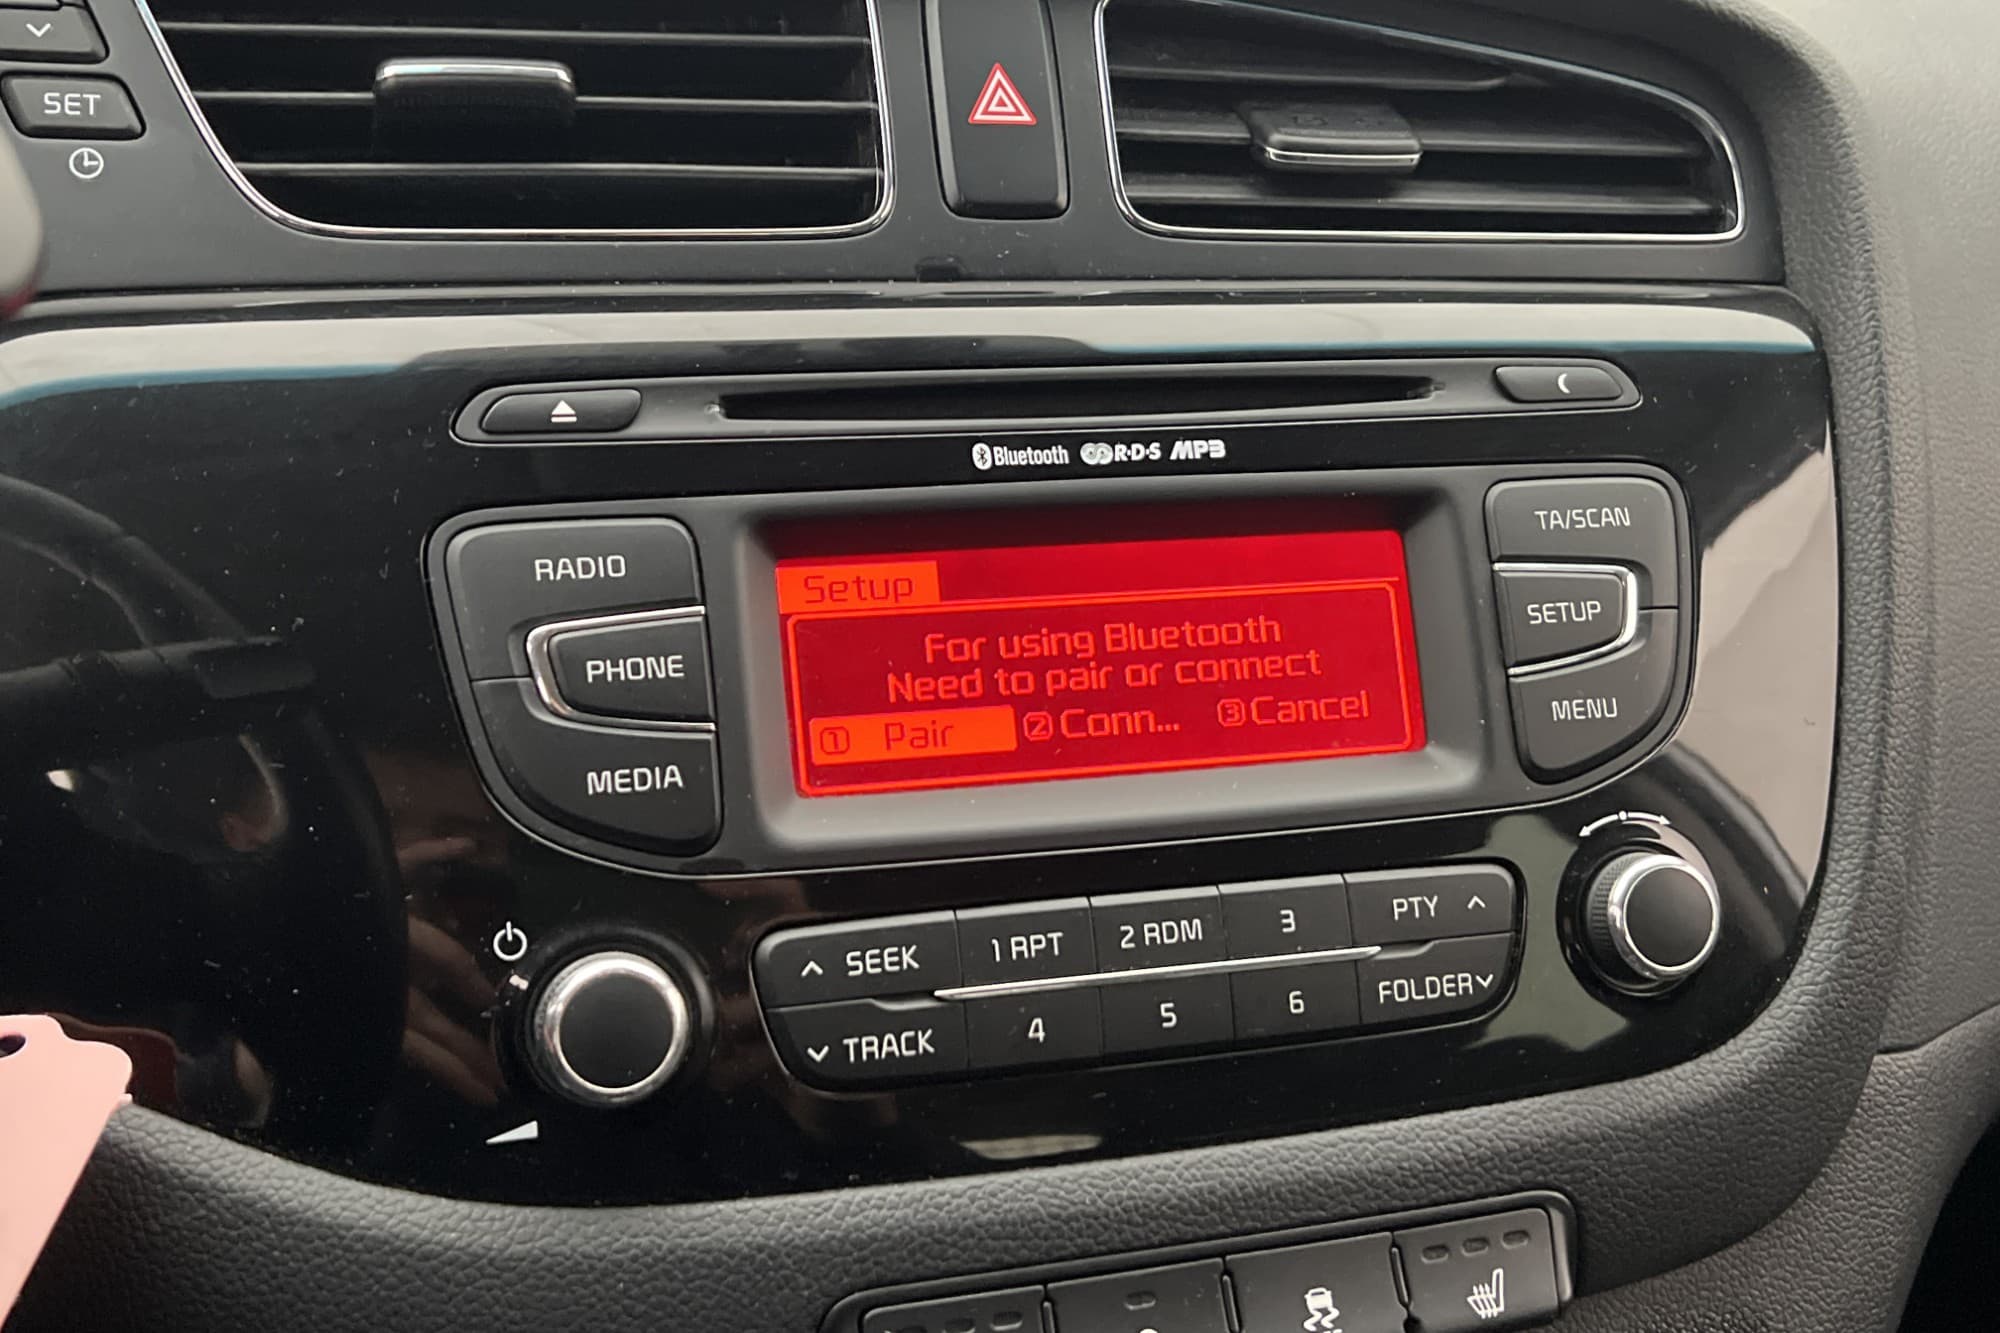 SET
Bluetooth R·D·S MP3
RADIO
PHONE
MEDIA
Setup
For using Bluetooth
Need to pair or connect
1 Pair 2 Conn... 3 Cancel
TA/SCAN
SETUP
MENU
SEEK 1 RPT 2 RDM 3 PTY
TRACK 4 5 6 FOLDER